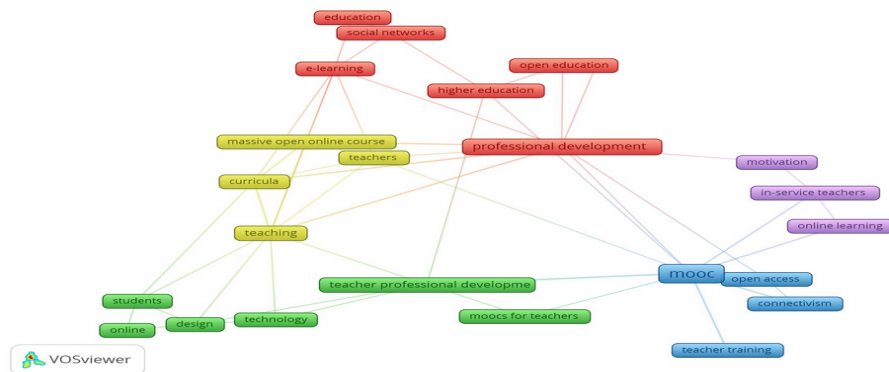 education
social networks
e-learning
open education
higher education
massive open online course
professional development
teachers
motivation
curricula
in-service teachers
online learning
teaching
mooc
open access
teacher professional developme
students
connectivism
moocs for teachers
online
design
technology
teacher training
VOSviewer